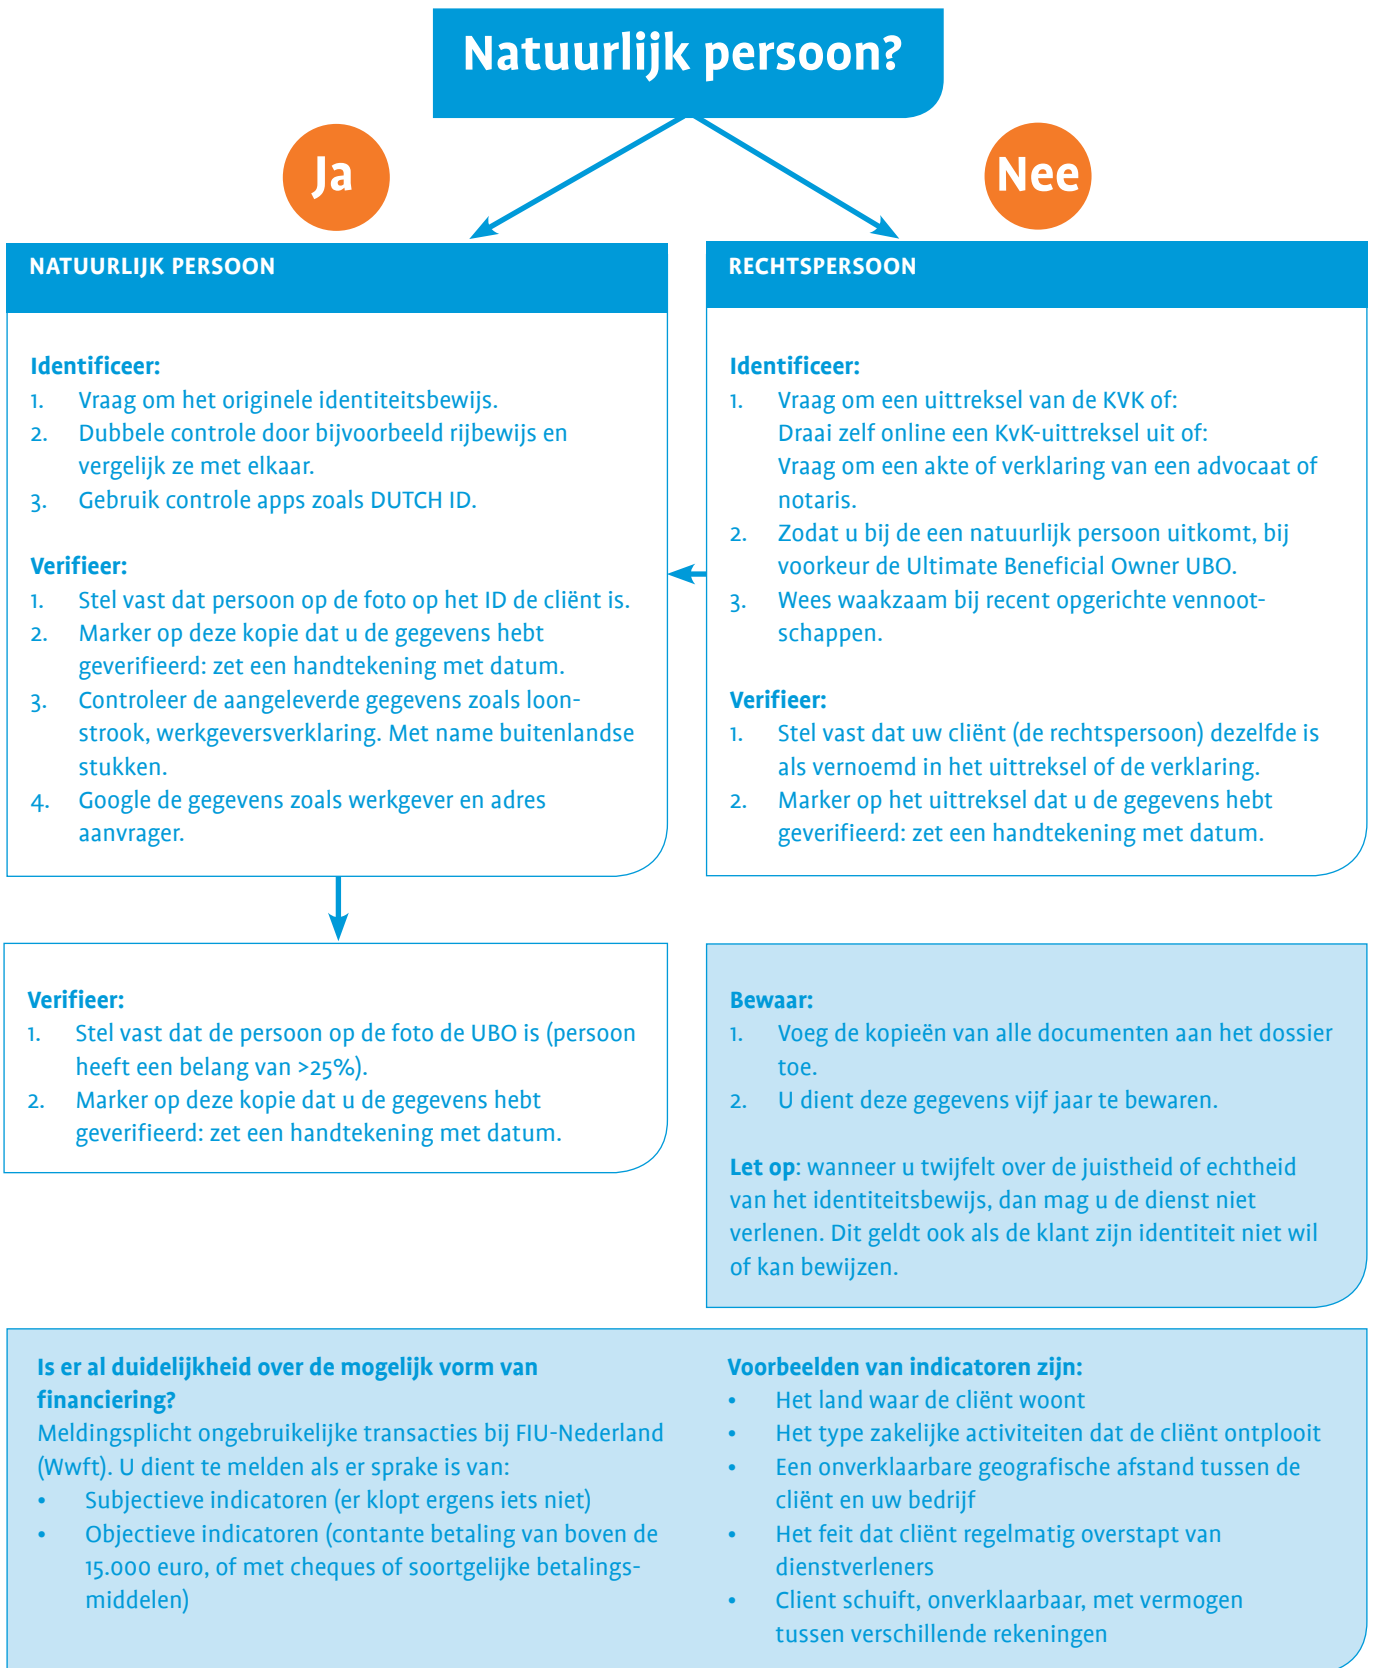 Natuurlijk persoon?
Ja
Nee
NATUURLIJK PERSOON
Identificeer:
1. Vraag om het originele identiteitsbewijs.
2. Dubbele controle door bijvoorbeeld rijbewijs en
vergelijk ze met elkaar.
3. Gebruik controle apps zoals DUTCH ID.
Verifieer:
1. Stel vast dat persoon op de foto op het ID de cliënt is.
2. Marker op deze kopie dat u de gegevens hebt
geverifieerd: zet een handtekening met datum.
3. Controleer de aangeleverde gegevens zoals loon-
strook, werkgeversverklaring. Met name buitenlandse
stukken.
4. Google de gegevens zoals werkgever en adres
aanvrager.
RECHTSPERSOON
Identificeer:
1. Vraag om een uittreksel van de KVK of:
Draai zelf online een KvK-uittreksel uit of:
Vraag om een akte of verklaring van een advocaat of
notaris.
2. Zodat u bij de een natuurlijk persoon uitkomt, bij
voorkeur de Ultimate Beneficial Owner UBO.
3. Wees waakzaam bij recent opgerichte vennoot-
schappen.
Verifieer:
1. Stel vast dat uw cliënt (de rechtspersoon) dezelfde is
als vernoemd in het uittreksel of de verklaring.
2. Marker op het uittreksel dat u de gegevens hebt
geverifieerd: zet een handtekening met datum.
Verifieer:
1. Stel vast dat de persoon op de foto de UBO is (persoon
heeft een belang van >25%).
2. Marker op deze kopie dat u de gegevens hebt
geverifieerd: zet een handtekening met datum.
Bewaar:
1. Voeg de kopieën van alle documenten aan het dossier
toe.
2. U dient deze gegevens vijf jaar te bewaren.
Let op: wanneer u twijfelt over de juistheid of echtheid
van het identiteitsbewijs, dan mag u de dienst niet
verlenen. Dit geldt ook als de klant zijn identiteit niet wil
of kan bewijzen.
Is er al duidelijkheid over de mogelijk vorm van
financiering?
Meldingsplicht ongebruikelijke transacties bij FIU-Nederland
(Wwft). U dient te melden als er sprake is van:
• Subjectieve indicatoren (er klopt ergens iets niet)
• Objectieve indicatoren (contante betaling van boven de
15.000 euro, of met cheques of soortgelijke betalings-
middelen)
Voorbeelden van indicatoren zijn:
• Het land waar de cliënt woont
• Het type zakelijke activiteiten dat de cliënt ontplooit
• Een onverklaarbare geografische afstand tussen de
cliënt en uw bedrijf
• Het feit dat cliënt regelmatig overstapt van
dienstverleners
• Client schuift, onverklaarbaar, met vermogen
tussen verschillende rekeningen